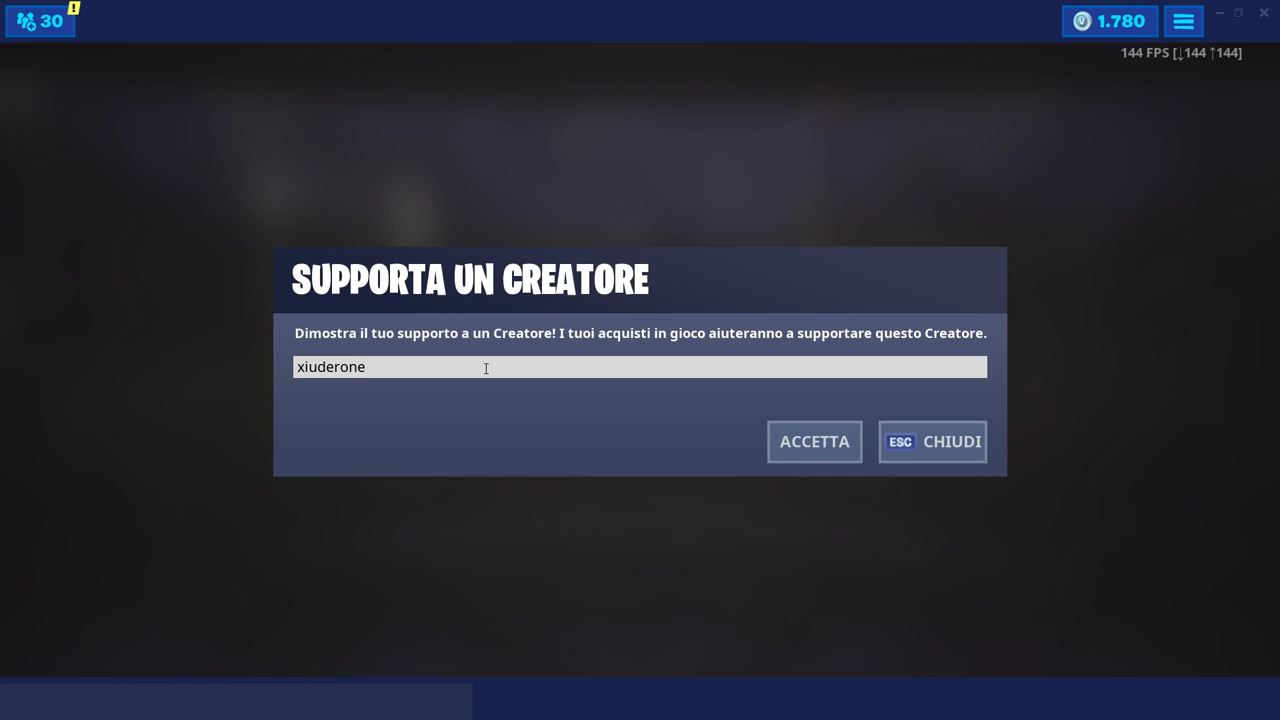 30 !
1.780
144 FPS [↓144 ↑144]
SUPPORTA UN CREATORE
Dimostra il tuo supporto a un Creatore! I tuoi acquisti in gioco aiuteranno a supportare questo Creatore.
xiuderone
ACCETTA
ESC CHIUDI